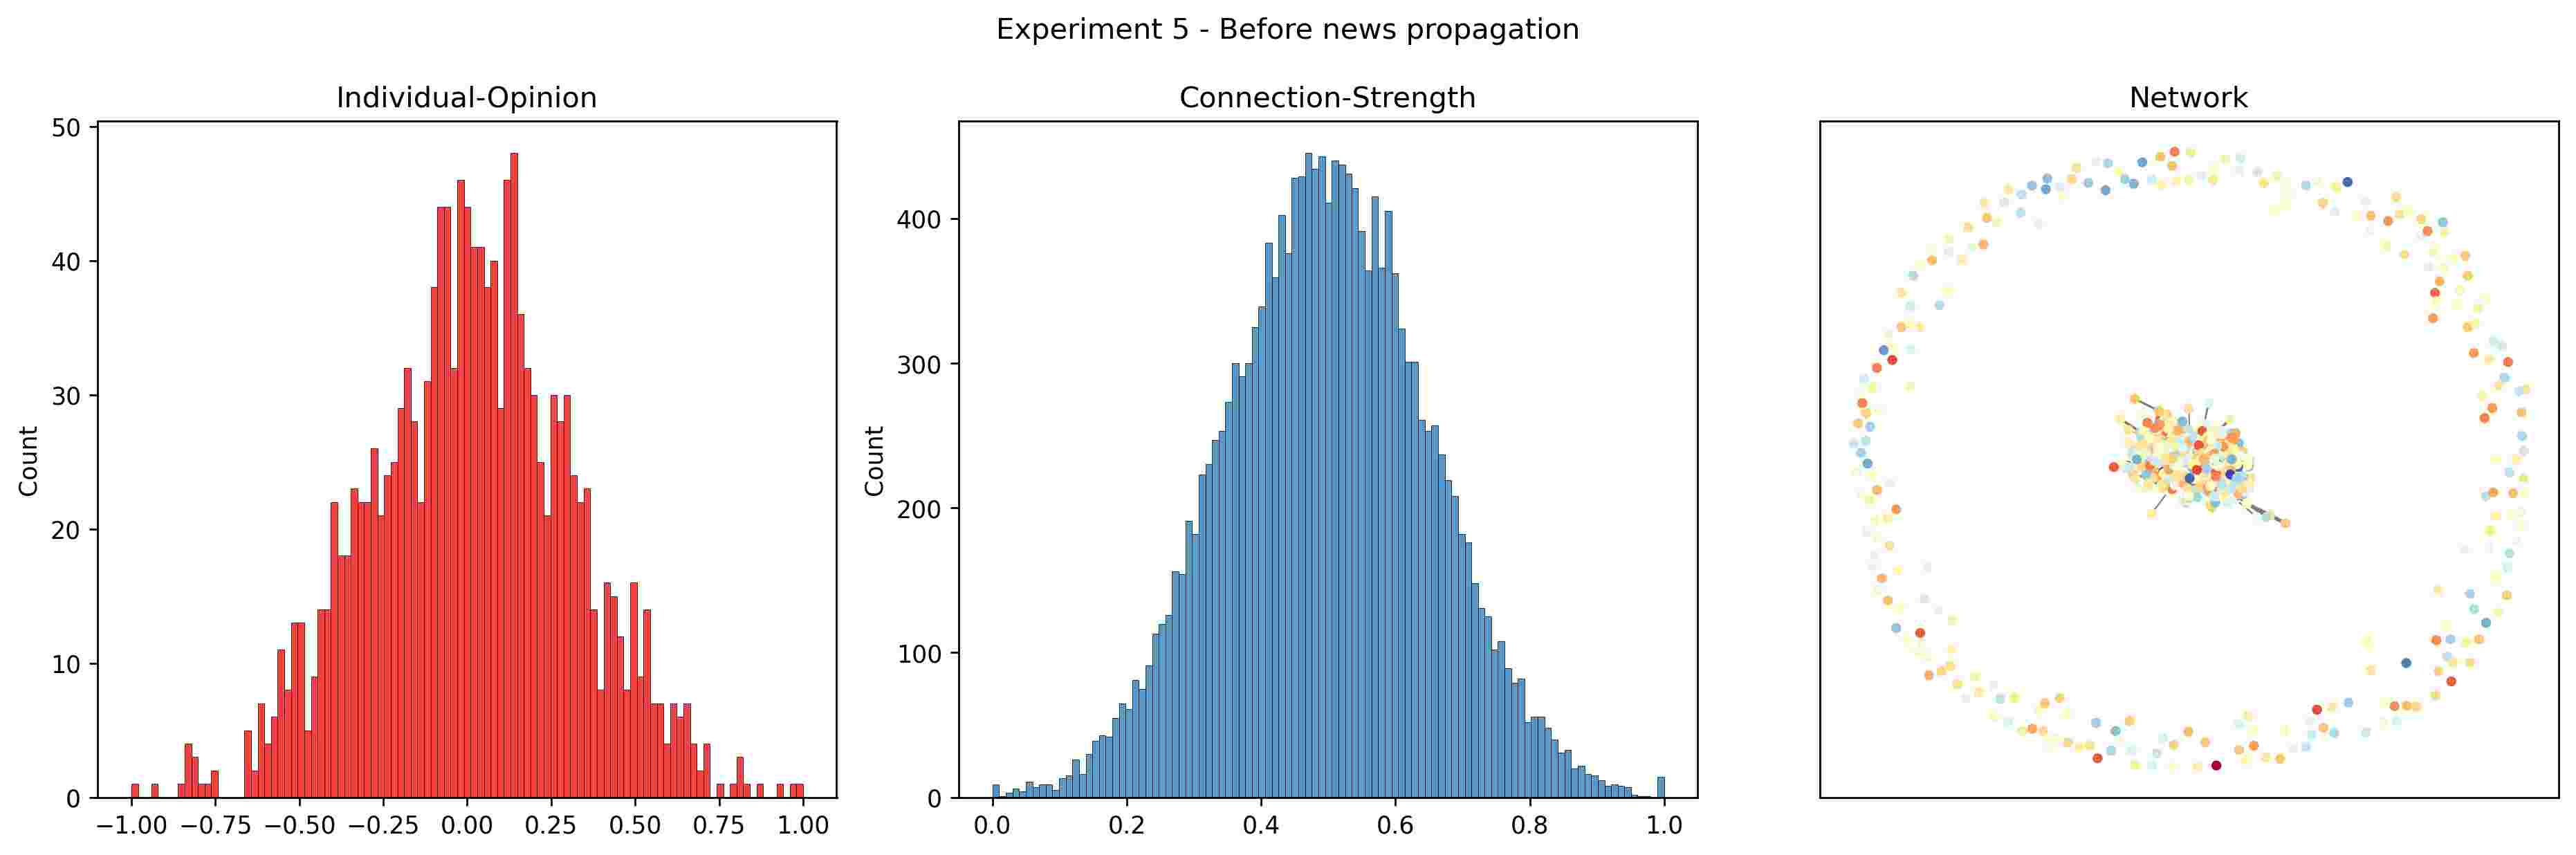 Experiment 5 - Before news propagation
Individual-Opinion
Count
50
40
30
20
10
0
−1.00 −0.75 −0.50 −0.25 0.00 0.25 0.50 0.75 1.00
Connection-Strength
Count
400
300
200
100
0
0.0 0.2 0.4 0.6 0.8 1.0
Network